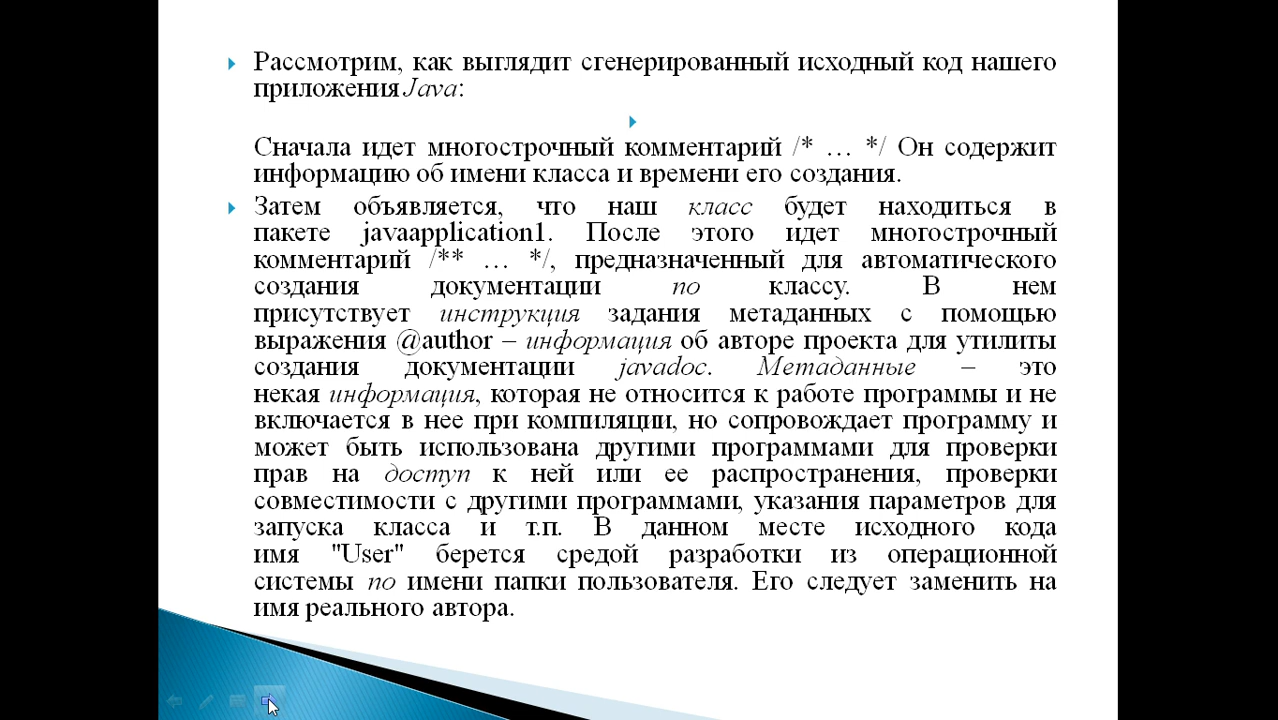 Рассмотрим, как выглядит сгенерированный исходный код нашего
приложения Java:
Сначала идет многострочный комментарий /* … */ Он содержит
информацию об имени класса и времени его создания.
Затем объявляется, что наш класс будет находиться в
пакете javaapplication1. После этого идет многострочный
комментарий /** … */, предназначенный для автоматического
создания документации по классу. В нем
присутствует инструкция задания метаданных с помощью
выражения @author – информация об авторе проекта для утилиты
создания документации javadoc. Метаданные – это
некая информация, которая не относится к работе программы и не
включается в нее при компиляции, но сопровождает программу и
может быть использована другими программами для проверки
прав на доступ к ней или ее распространения, проверки
совместимости с другими программами, указания параметров для
запуска класса и т.п. В данном месте исходного кода
имя "User" берется средой разработки из операционной
системы по имени папки пользователя. Его следует заменить на
имя реального автора.